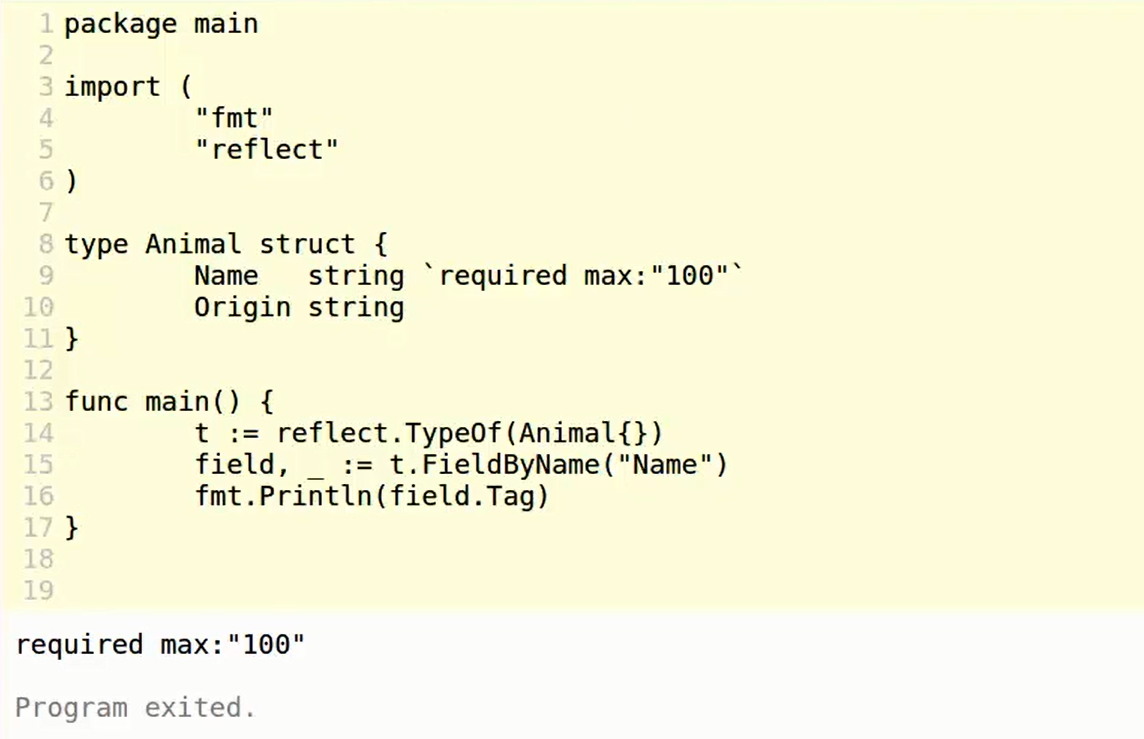 1 package main
2
3 import (
4 "fmt"
5 "reflect"
6 )
7
8 type Animal struct {
9 Name string `required max:"100"`
10 Origin string
11 }
12
13 func main() {
14 t := reflect.TypeOf(Animal{})
15 field, _ := t.FieldByName("Name")
16 fmt.Println(field.Tag)
17 }
18
19
required max:"100"
Program exited.